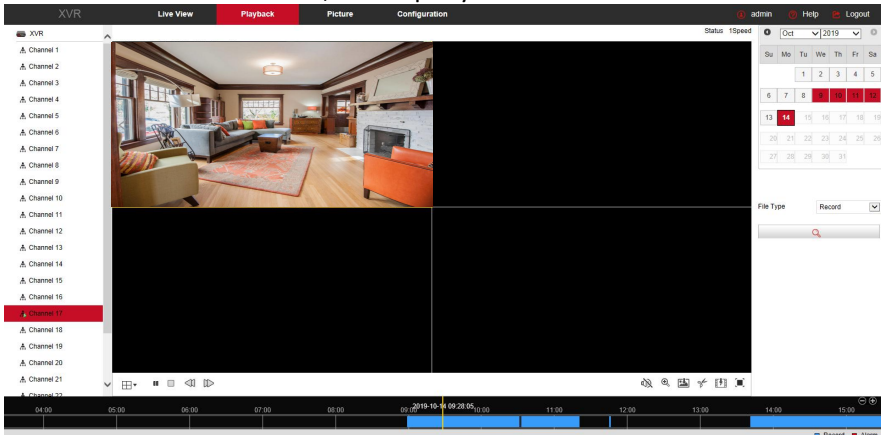 XVR Live View Playback Picture Configuration admin Help Logout
XVR
Channel 1
Channel 2
Channel 3
Channel 4
Channel 5
Channel 6
Channel 7
Channel 8
Channel 9
Channel 10
Channel 11
Channel 12
Channel 13
Channel 14
Channel 15
Channel 16
Channel 17
Channel 18
Channel 19
Channel 20
Channel 21
Channel 22
Status 1Speed
Oct 2019
Su Mo Tu We Th Fr Sa
1 2 3 4 5
6 7 8 9 10 11 12
13 14 15 16 17 18 19
20 21 22 23 24 25 26
27 28 29 30 31
File Type Record
2019-10-14 09:28:05
04:00 05:00 06:00 07:00 08:00 09:00 10:00 11:00 12:00 13:00 14:00 15:00
Record Alarm